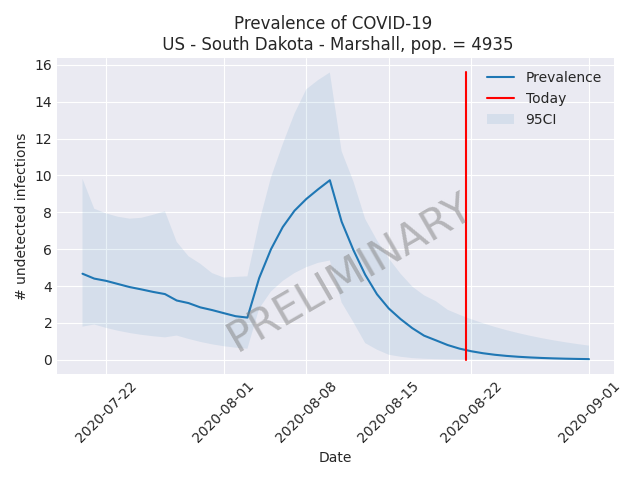 Prevalence of COVID-19
US - South Dakota - Marshall, pop. = 4935
16
14
12
10
8
6
4
2
0
# undetected infections
Prevalence
Today
95CI
PRELIMINARY
2020-07-22
2020-08-01
2020-08-08
2020-08-15
2020-08-22
2020-09-01
Date